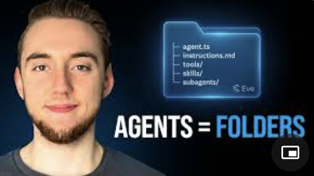 agent.ts
instructions.md
tools/
skills/
subagents/
Eve
AGENTS = FOLDERS